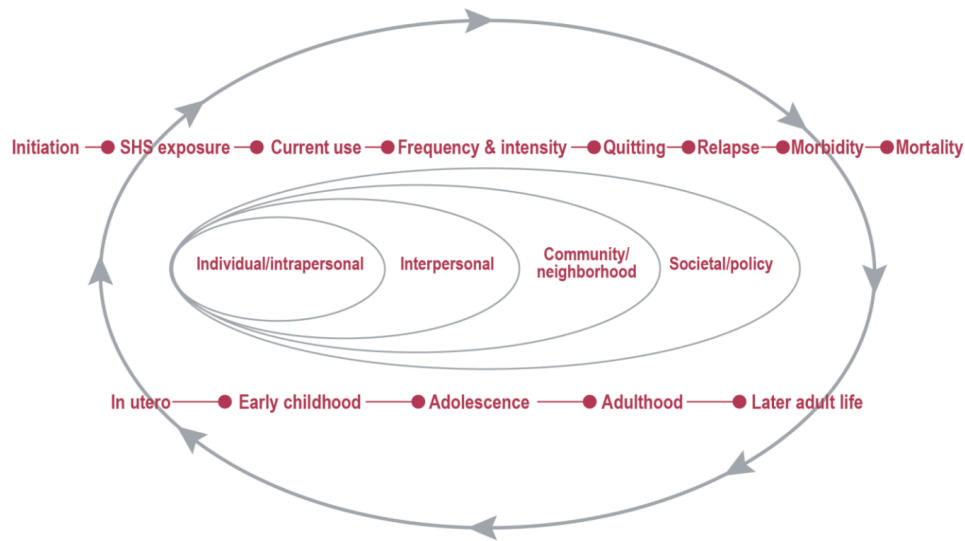 Initiation SHS exposure Current use Frequency & intensity Quitting Relapse Morbidity Mortality
Individual/intrapersonal
Interpersonal
Community/
neighborhood
Societal/policy
In utero Early childhood Adolescence Adulthood Later adult life